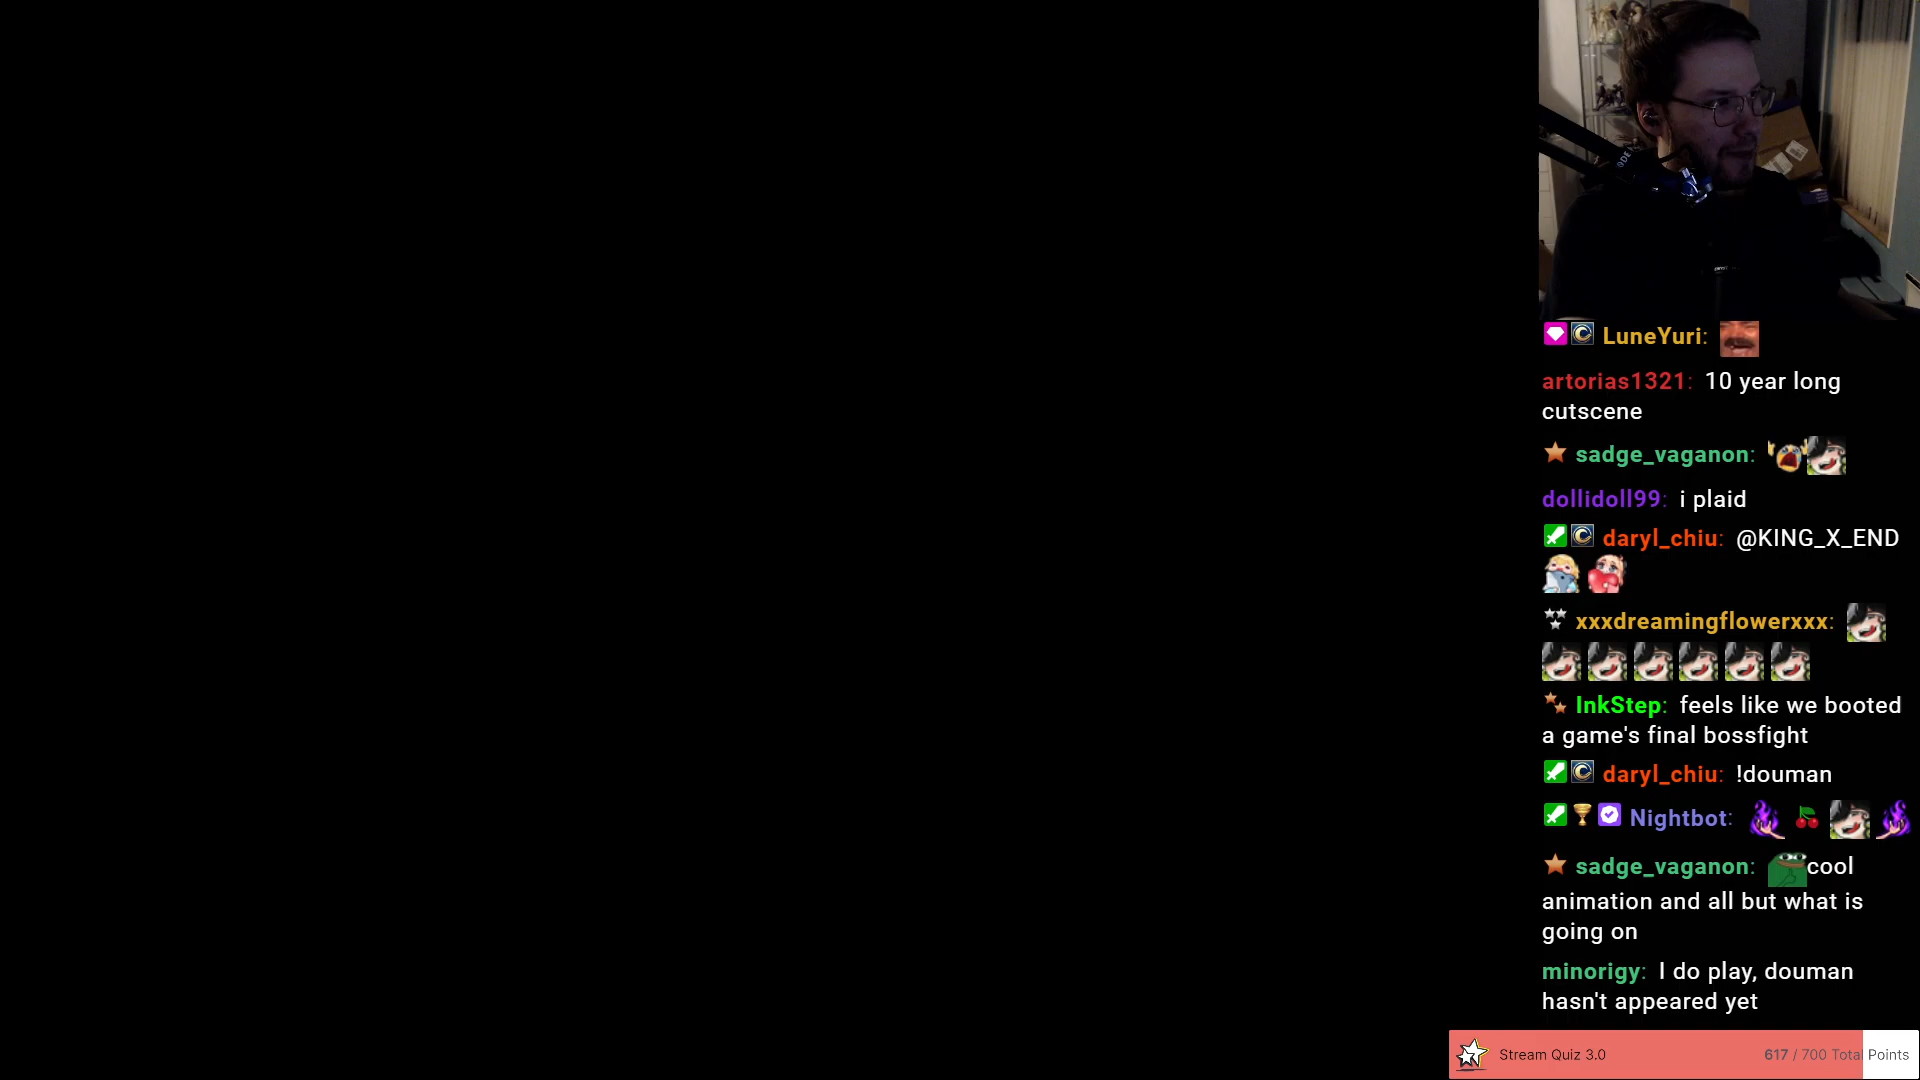 LuneYuri:
artorias1321: 10 year long
cutscene
sadge_vaganon:
dollidoll99: i plaid
daryl_chiu: @KING_X_END
xxxdreamingflowerxxx:
InkStep: feels like we booted
a game's final bossfight
daryl_chiu: !douman
Nightbot:
sadge_vaganon: cool
animation and all but what is
going on
minorigy: I do play, douman
hasn't appeared yet
Stream Quiz 3.0 617 / 700 Total Points